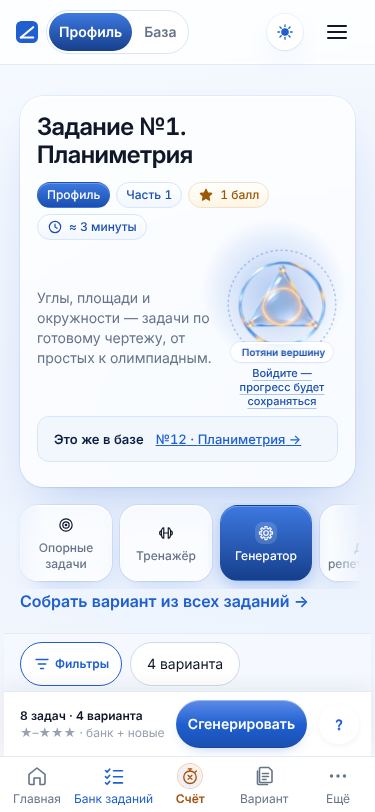 Профиль База
Задание №1.
Планиметрия
Профиль Часть 1 1 балл
≈ 3 минуты
Углы, площади и
окружности — задачи по
готовому чертежу, от
простых к олимпиадным.
Потяни вершину
Войдите —
прогресс будет
сохраняться
Это же в базе №12 · Планиметрия →
Опорные
задачи
Тренажёр
Генератор
Собрать вариант из всех заданий →
Фильтры 4 варианта
8 задач · 4 варианта
★–★★★ · банк + новые
Сгенерировать
?
Главная Банк заданий Счёт Вариант Ещё